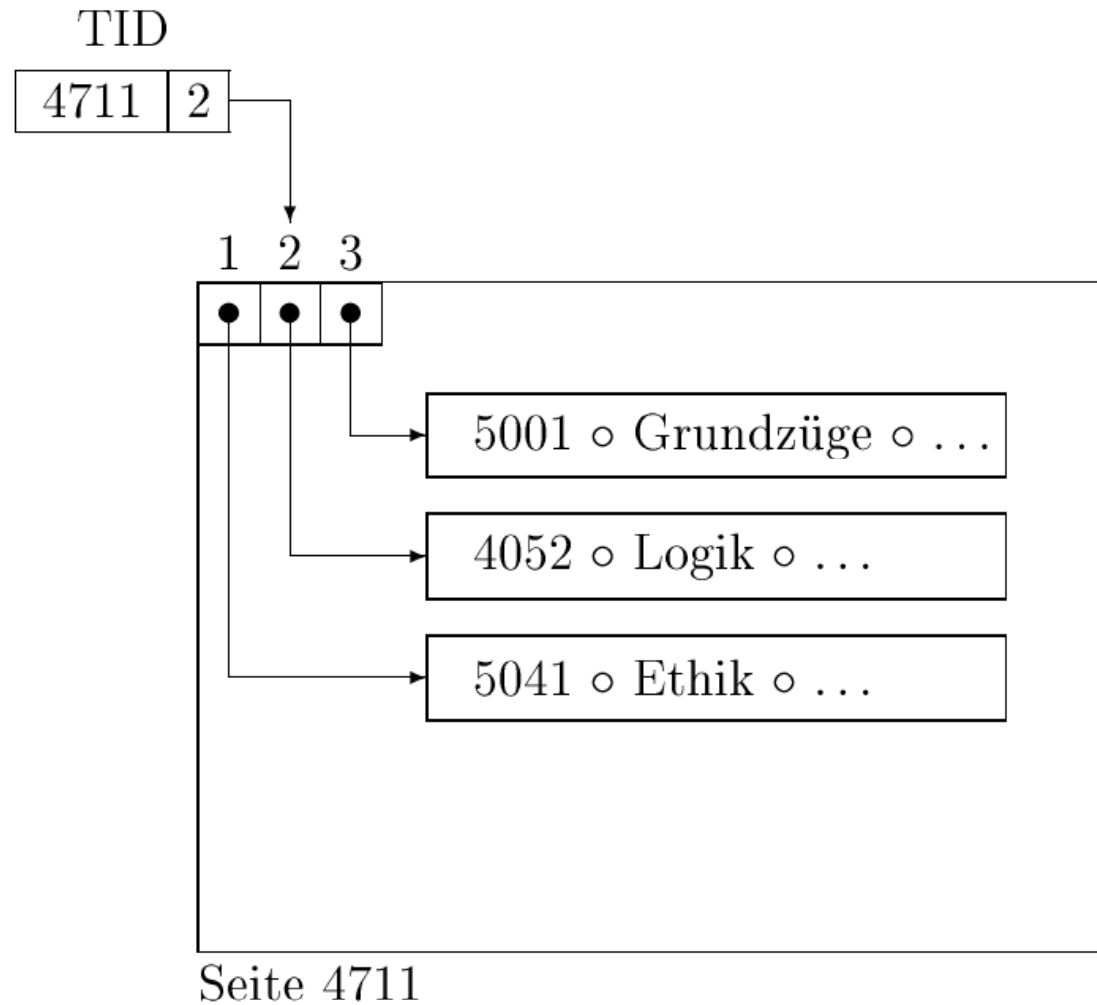 TID
4711 2
1 2 3
5001 ∘ Grundzüge ∘ ...
4052 ∘ Logik ∘ ...
5041 ∘ Ethik ∘ ...
Seite 4711